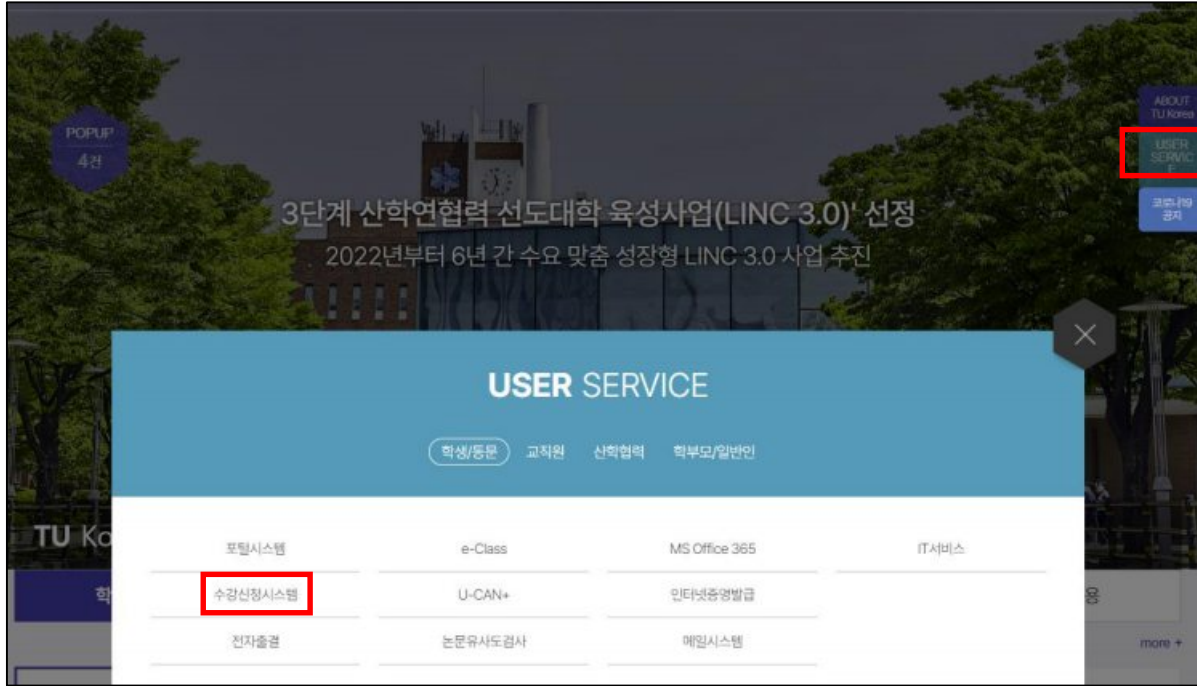 ABOUT
TU Korea
POPUP
4건
USER
SERVIC
E
코로나19
공지
3단계 산학연협력 선도대학 육성사업(LINC 3.0)' 선정
2022년부터 6년 간 수요 맞춤 성장형 LINC 3.0 사업 추진
USER SERVICE
학생/동문 교직원 산학협력 학부모/일반인
TU Ko
포털시스템 e-Class MS Office 365 IT서비스
학
수강신청시스템 U-CAN+ 인터넷증명발급
용
전자출결 논문유사도검사 메일시스템
more +